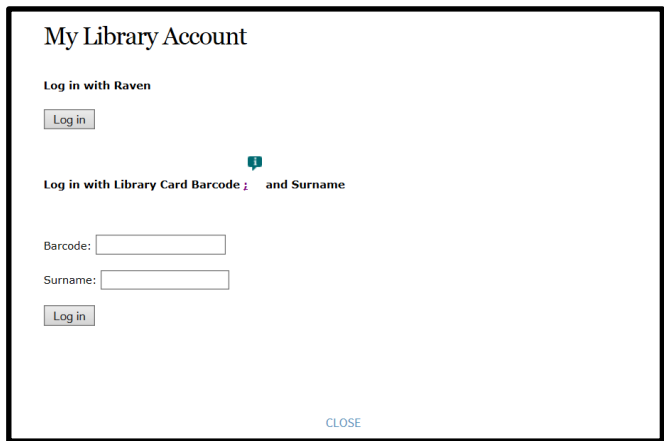 My Library Account
Log in with Raven
Log in
i
Log in with Library Card Barcode ; and Surname
Barcode:
Surname:
Log in
CLOSE